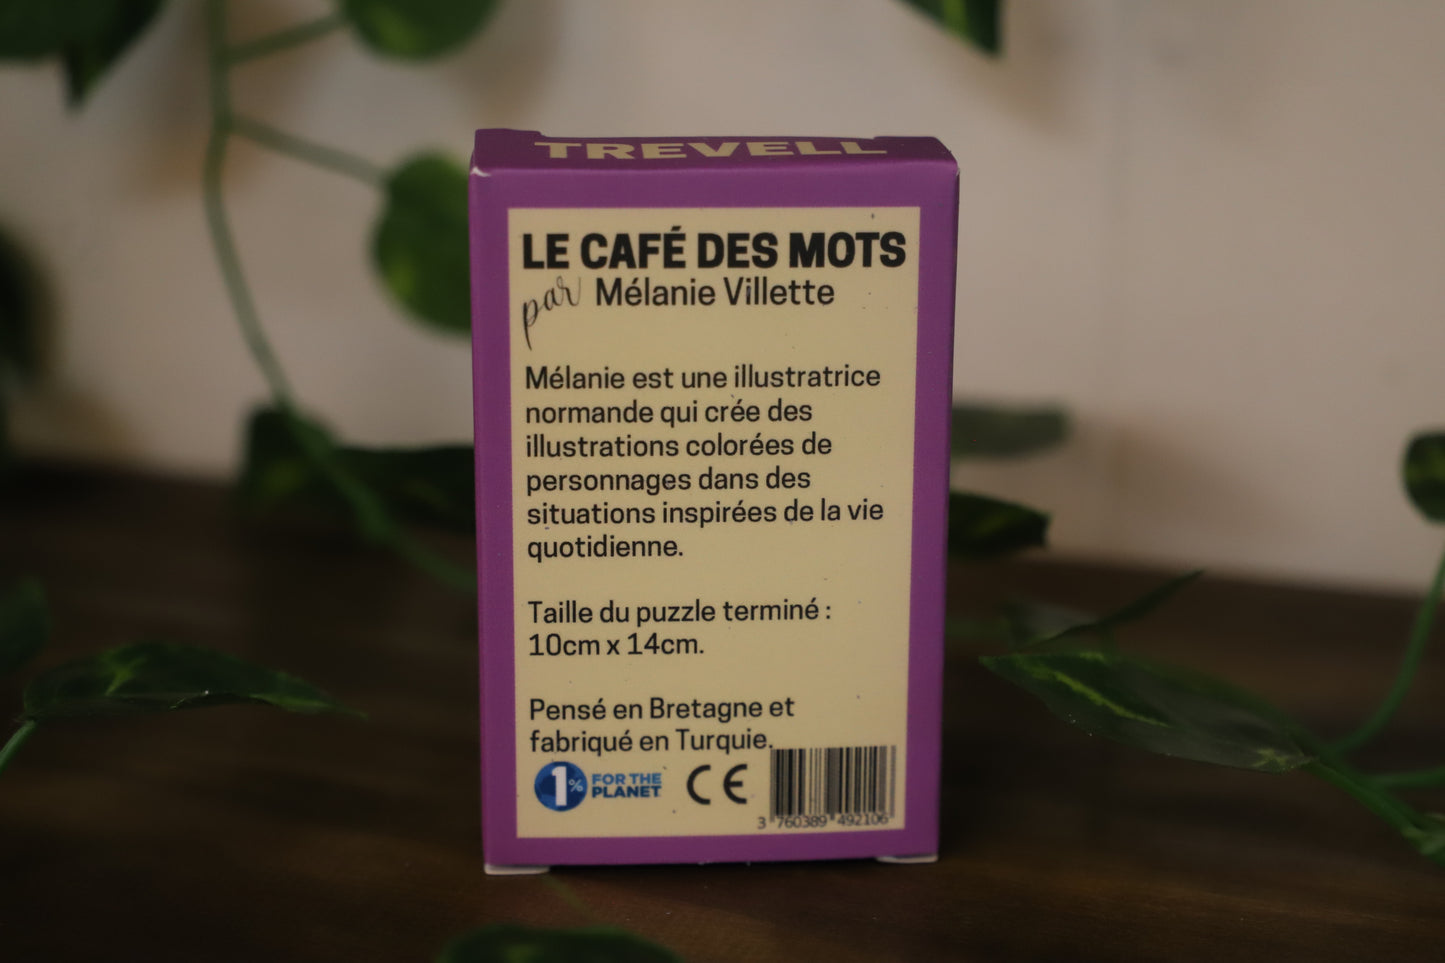 TREVELL
LE CAFÉ DES MOTS
par Mélanie Villette
Mélanie est une illustratrice
normande qui crée des
illustrations colorées de
personnages dans des
situations inspirées de la vie
quotidienne.
Taille du puzzle terminé :
10cm x 14cm.
Pensé en Bretagne et
fabriqué en Turquie.
1% FOR THE
PLANET
CE
3 760389 492106